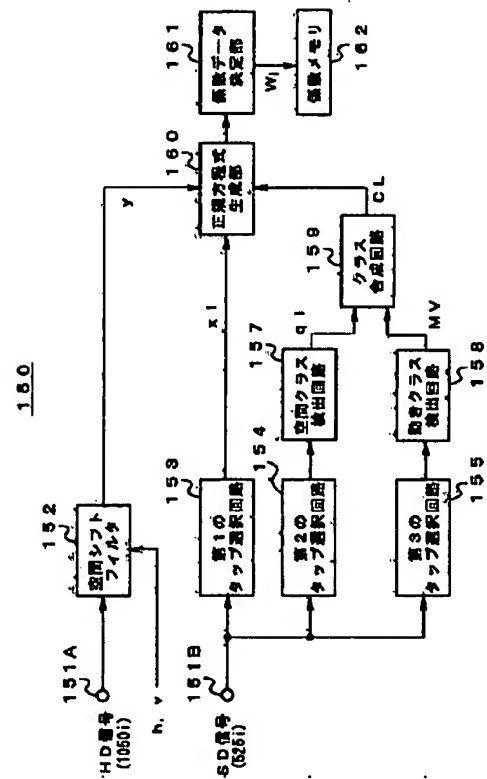 150
HD信号
(1050i)
151A
152
空間シフト
フィルタ
h, v
y
SD信号
(525i)
151B
153
第1の
タップ選択回路
xi
154
第2の
タップ選択回路
155
第3の
タップ選択回路
157
空間クラス
検出回路
qi
158
動きクラス
検出回路
MV
159
クラス
合成回路
CL
160
正規方程式
生成部
161
係数データ
決定部
Wi
162
係数メモリ